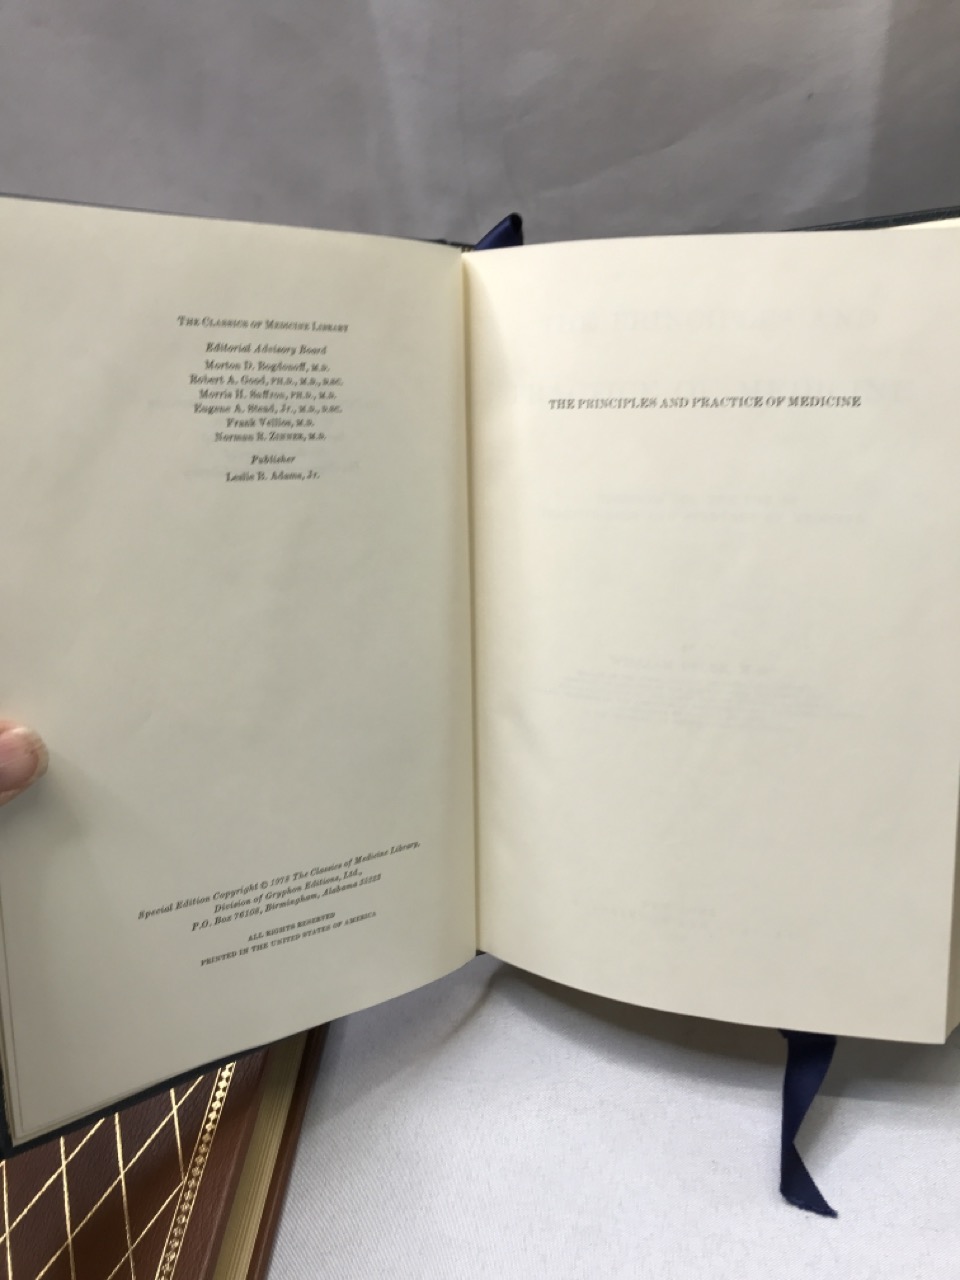 THE CLASSICS OF MEDICINE LIBRARY
Editorial Advisory Board
Morton D. Bogdonoff, M.D.
Robert A. Good, PH.D., M.D., D.SC.
Morris H. Saffron, PH.D., M.D.
Eugene A. Stead, Jr., M.D., D.SC.
Frank Vellios, M.D.
Norman R. ZINNER, M.D.
Publisher
Leslie B. Adams, Jr.
Special Edition Copyright © 1978 The Classics of Medicine Library,
Division of Gryphon Editions, Ltd.,
P.O. Box 76108, Birmingham, Alabama 35223
ALL RIGHTS RESERVED
PRINTED IN THE UNITED STATES OF AMERICA
THE PRINCIPLES AND PRACTICE OF MEDICINE